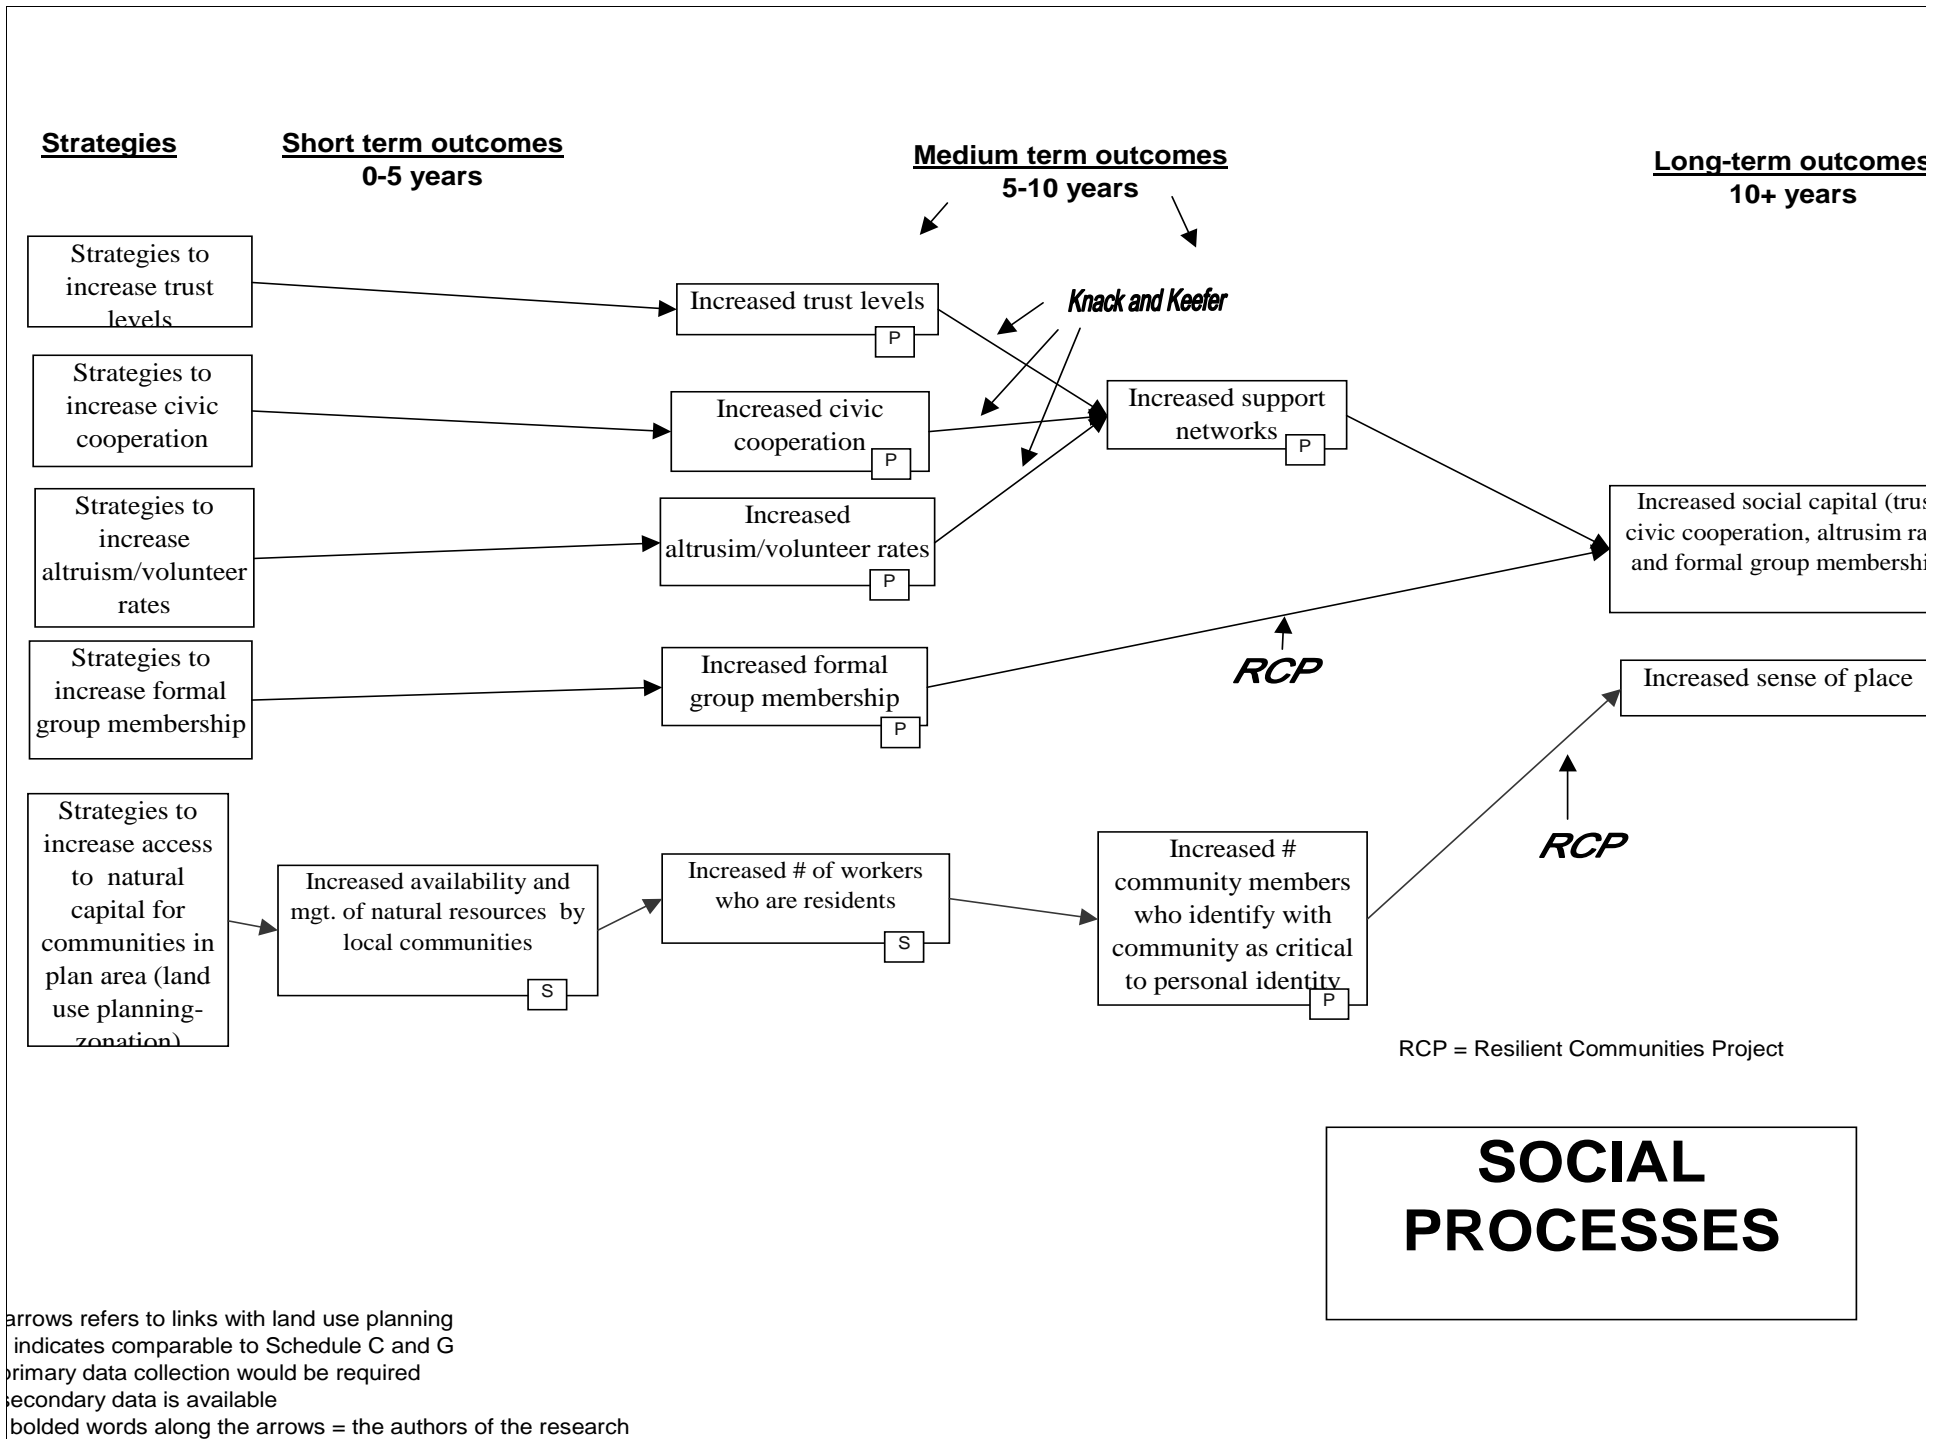 Strategies
Short term outcomes
0-5 years
Medium term outcomes
5-10 years
Long-term outcomes
10+ years
Strategies to
increase trust
levels
Increased trust levels
P
Knack and Keefer
Strategies to
increase civic
cooperation
Increased civic
cooperation
P
Increased support
networks
P
Strategies to
increase
altruism/volunteer
rates
Increased
altrusim/volunteer rates
P
Increased social capital (trus
civic cooperation, altrusim ra
and formal group membershi
Strategies to
increase formal
group membership
Increased formal
group membership
P
RCP
Increased sense of place
RCP
Strategies to
increase access
to natural
capital for
communities in
plan area (land
use planning-
zonation)
Increased availability and
mgt. of natural resources by
local communities
S
Increased # of workers
who are residents
S
Increased #
community members
who identify with
community as critical
to personal identity
P
RCP = Resilient Communities Project
SOCIAL
PROCESSES
arrows refers to links with land use planning
indicates comparable to Schedule C and G
primary data collection would be required
secondary data is available
bolded words along the arrows = the authors of the research